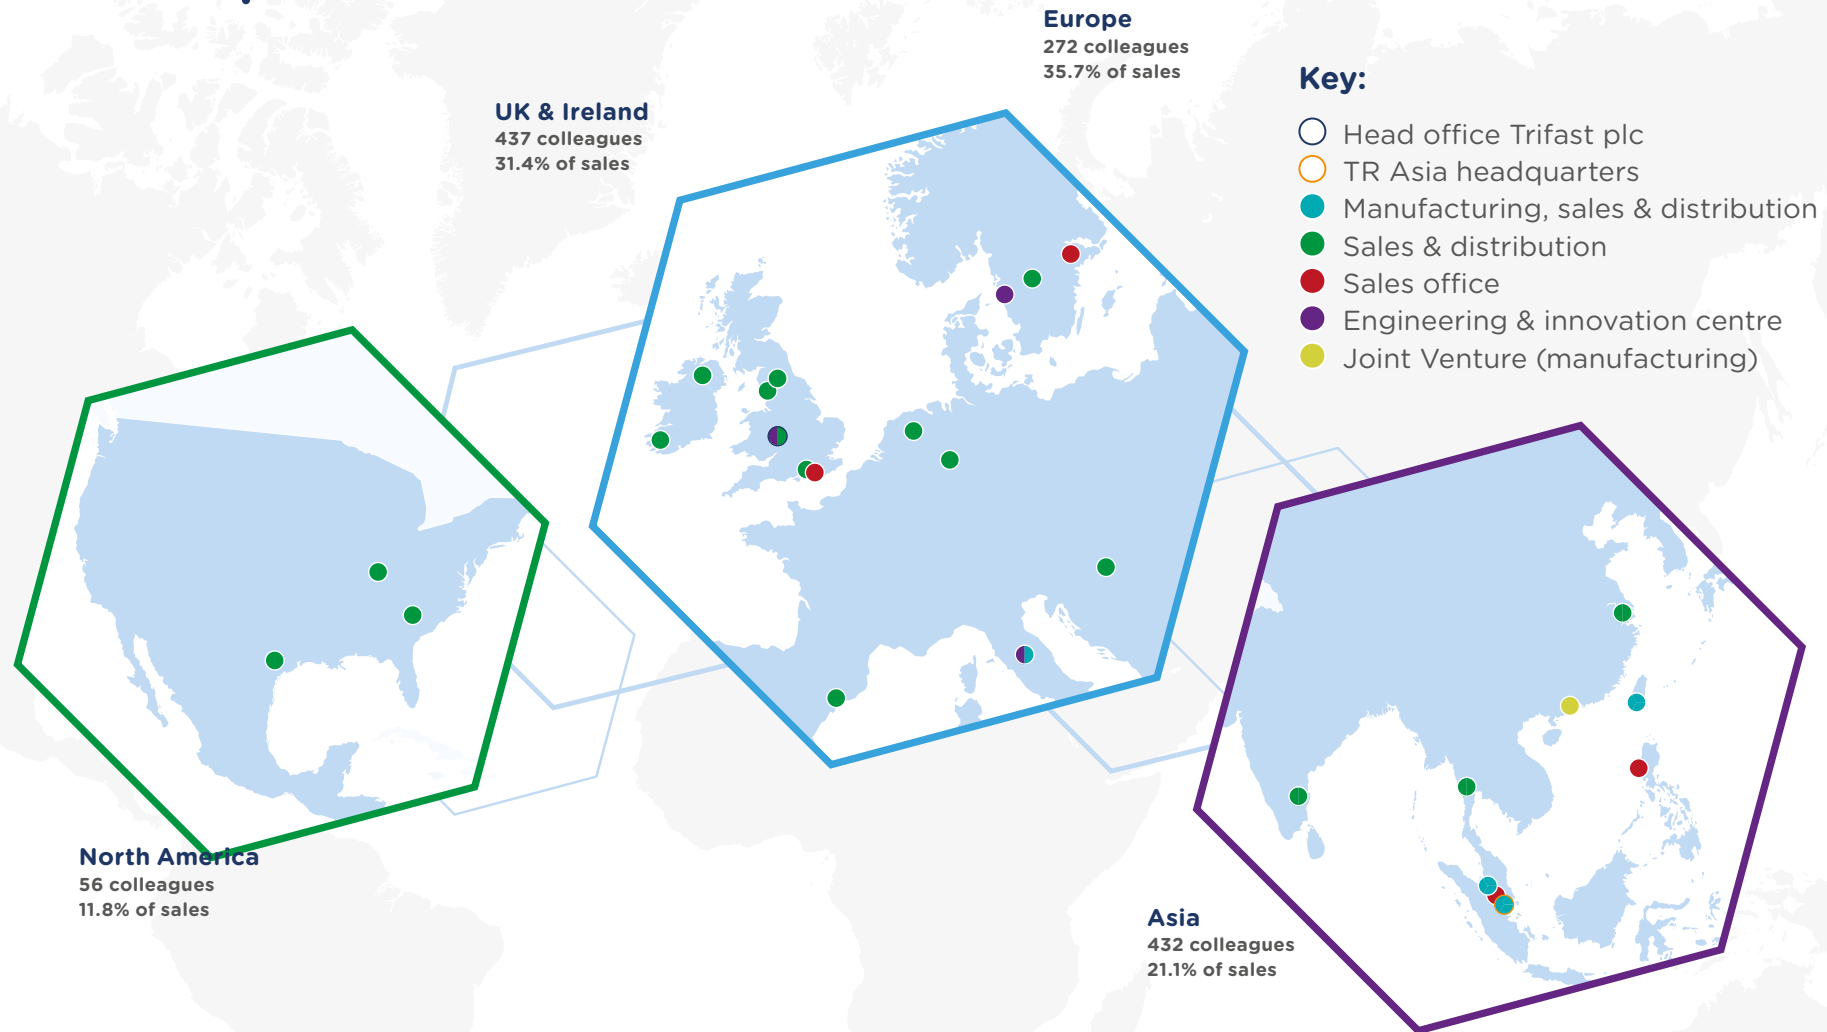 Europe
272 colleagues
35.7% of sales
UK & Ireland
437 colleagues
31.4% of sales
Key:
Head office Trifast plc
TR Asia headquarters
Manufacturing, sales & distribution
Sales & distribution
Sales office
Engineering & innovation centre
Joint Venture (manufacturing)
North America
56 colleagues
11.8% of sales
Asia
432 colleagues
21.1% of sales